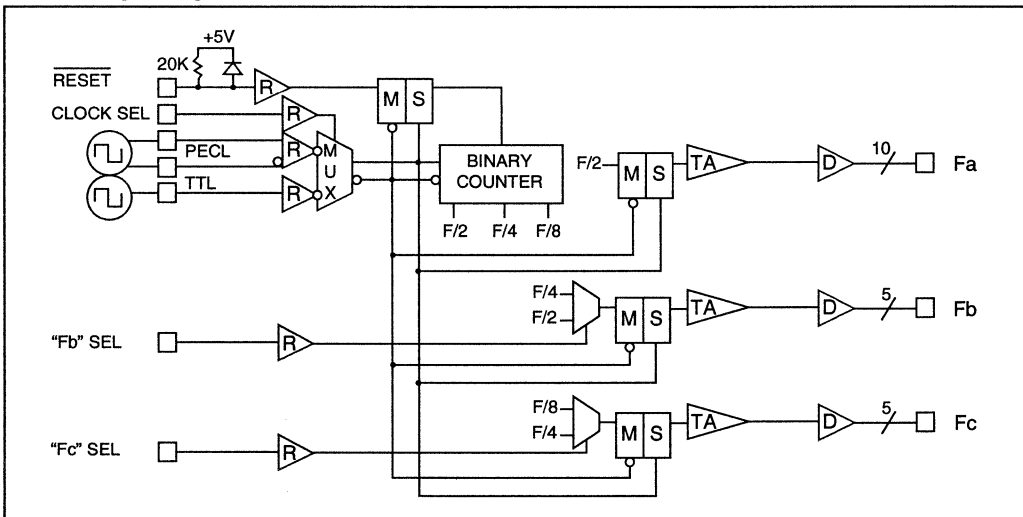 +5V
20K
RESET
R
M S
CLOCK SEL
R
PECL
R
M
U
X
TTL
R
BINARY
COUNTER
F/2 F/4 F/8
F/2
M S
TA
D
10
Fa
F/4
F/2
M S
TA
D
5
Fb
"Fb" SEL
R
F/8
F/4
M S
TA
D
5
Fc
"Fc" SEL
R